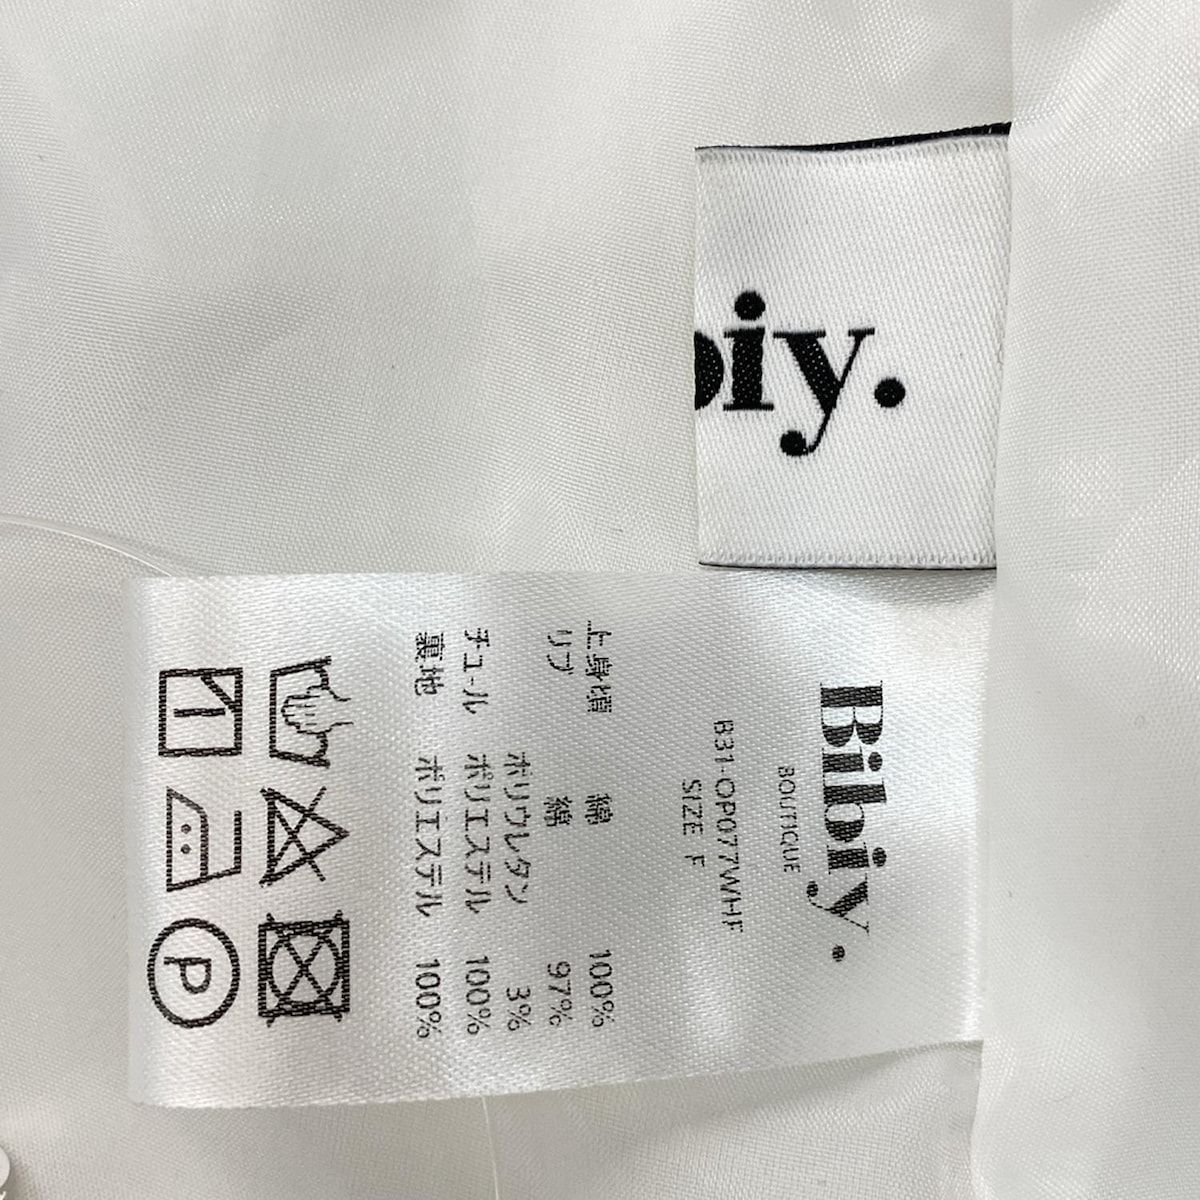 biy.
Bibiy.
BOUTIQUE
B31-OP077WHF
SIZE F
上身頃 綿 100%
リブ 綿 97%
ポリウレタン 3%
チュール ポリエステル 100%
裏地 ポリエステル 100%
P